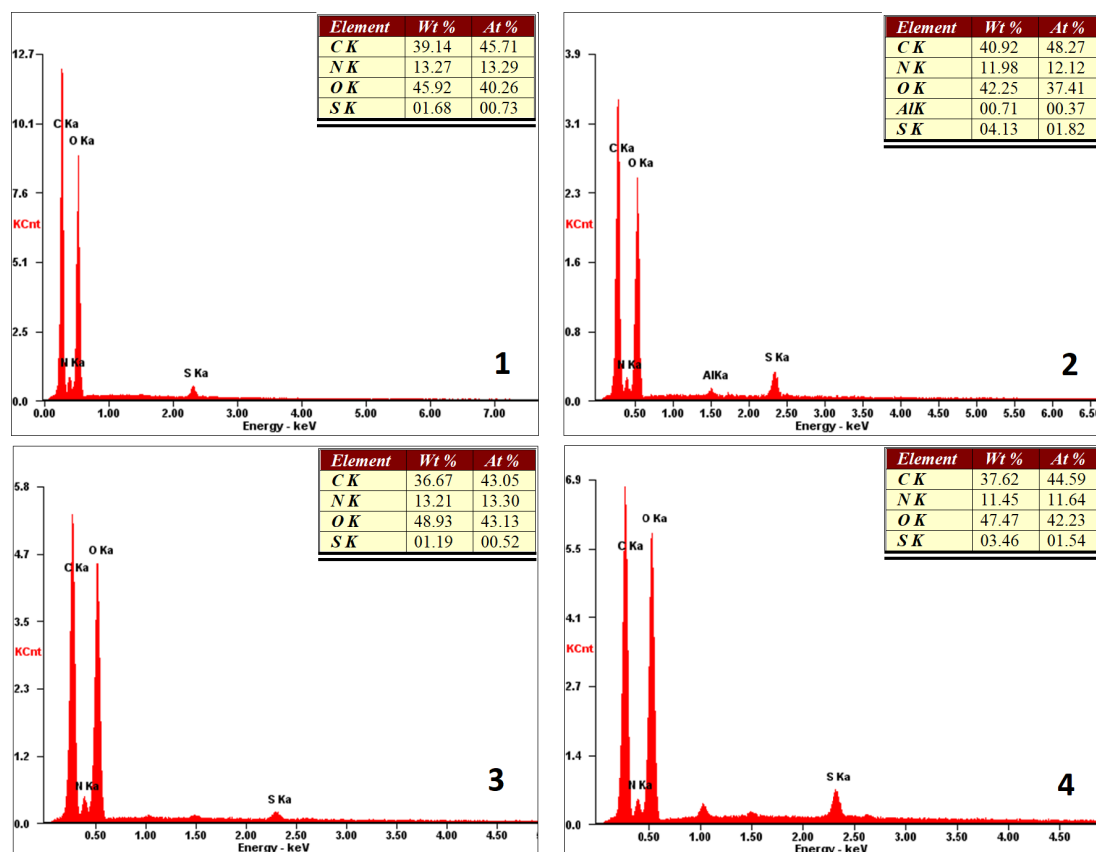 Element Wt % At %
C K 39.14 45.71
N K 13.27 13.29
O K 45.92 40.26
S K 01.68 00.73
12.7
10.1
7.6
5.1
2.5
0.0
KCnt
C Ka
O Ka
N Ka
S Ka
1
0.00 1.00 2.00 3.00 4.00 5.00 6.00 7.00
Energy - keV
Element Wt % At %
C K 40.92 48.27
N K 11.98 12.12
O K 42.25 37.41
AlK 00.71 00.37
S K 04.13 01.82
3.9
3.1
2.3
1.6
0.8
0.0
KCnt
C Ka
O Ka
N Ka
AlKa
S Ka
2
0.50 1.00 1.50 2.00 2.50 3.00 3.50 4.00 4.50 5.00 5.50 6.00 6.50
Energy - keV
Element Wt % At %
C K 36.67 43.05
N K 13.21 13.30
O K 48.93 43.13
S K 01.19 00.52
5.8
4.7
3.5
2.3
1.2
0.0
KCnt
O Ka
C Ka
N Ka
S Ka
3
0.50 1.00 1.50 2.00 2.50 3.00 3.50 4.00 4.50
Energy - keV
Element Wt % At %
C K 37.62 44.59
N K 11.45 11.64
O K 47.47 42.23
S K 03.46 01.54
6.9
5.5
4.1
2.7
1.4
0.0
KCnt
O Ka
C Ka
N Ka
S Ka
4
0.50 1.00 1.50 2.00 2.50 3.00 3.50 4.00 4.50
Energy - keV